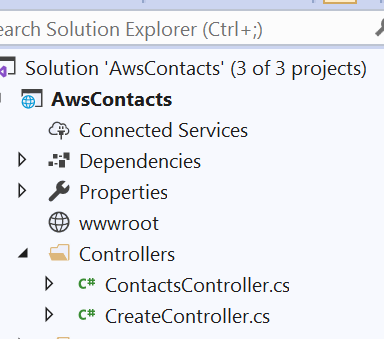 earch Solution Explorer (Ctrl+;)
Solution 'AwsContacts' (3 of 3 projects)
AwsContacts
Connected Services
Dependencies
Properties
wwwroot
Controllers
C# ContactsController.cs
C# CreateController.cs